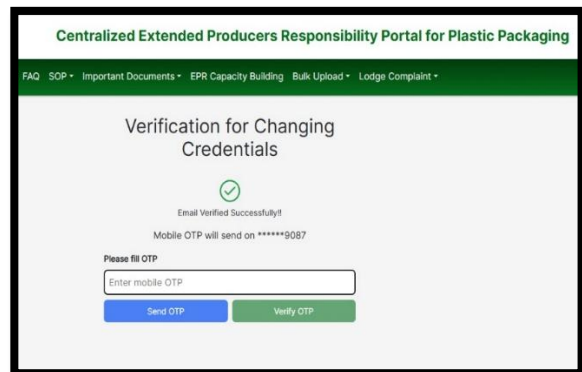 Centralized Extended Producers Responsibility Portal for Plastic Packaging
FAQ SOP Important Documents EPR Capacity Building Bulk Upload Lodge Complaint
Verification for Changing
Credentials
Email Verified Successfully!!
Mobile OTP will send on ******9087
Please fill OTP
Enter mobile OTP
Send OTP Verify OTP